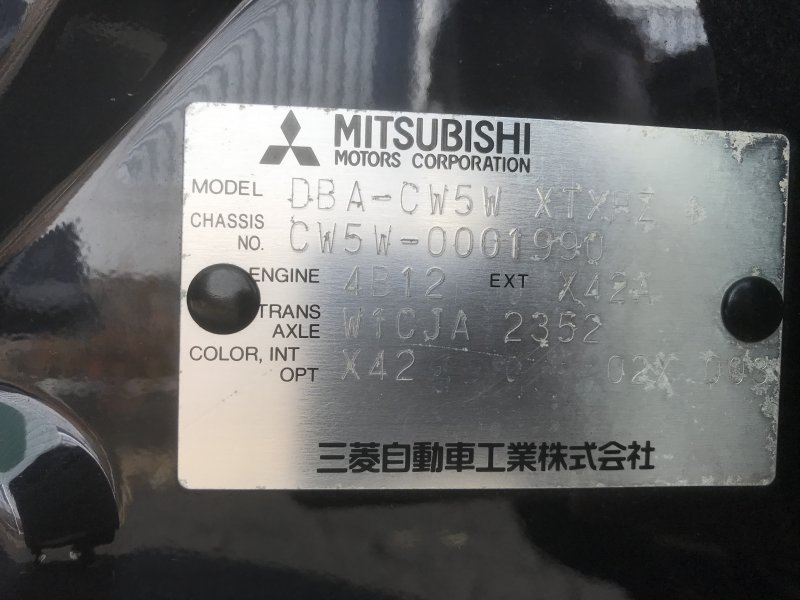 MITSUBISHI
MOTORS CORPORATION
MODEL DBA-CW5W XTXHZ
CHASSIS NO. CW5W-0001990
ENGINE 4B12 EXT X42A
TRANS AXLE W1CJA 2352
COLOR, INT OPT X42 02X
三菱自動車工業株式会社